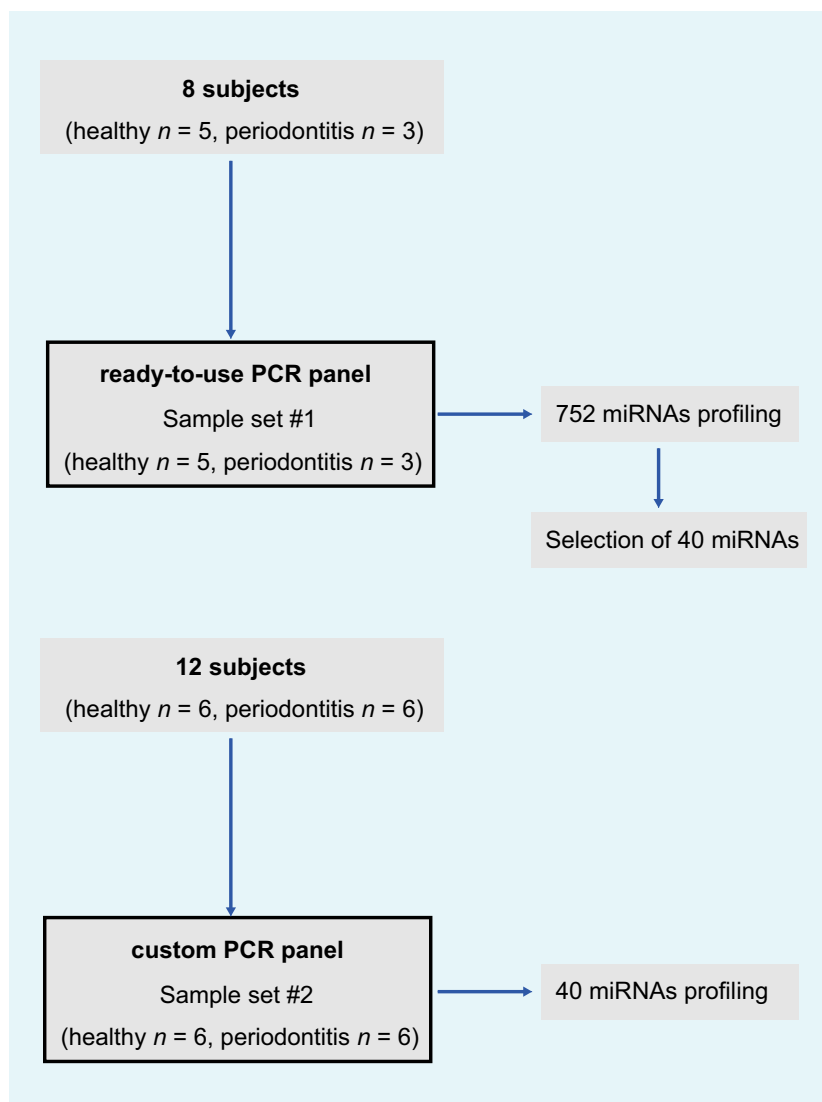 8 subjects
(healthy n = 5, periodontitis n = 3)
ready-to-use PCR panel
Sample set #1
(healthy n = 5, periodontitis n = 3)
752 miRNAs profiling
Selection of 40 miRNAs
12 subjects
(healthy n = 6, periodontitis n = 6)
custom PCR panel
Sample set #2
(healthy n = 6, periodontitis n = 6)
40 miRNAs profiling